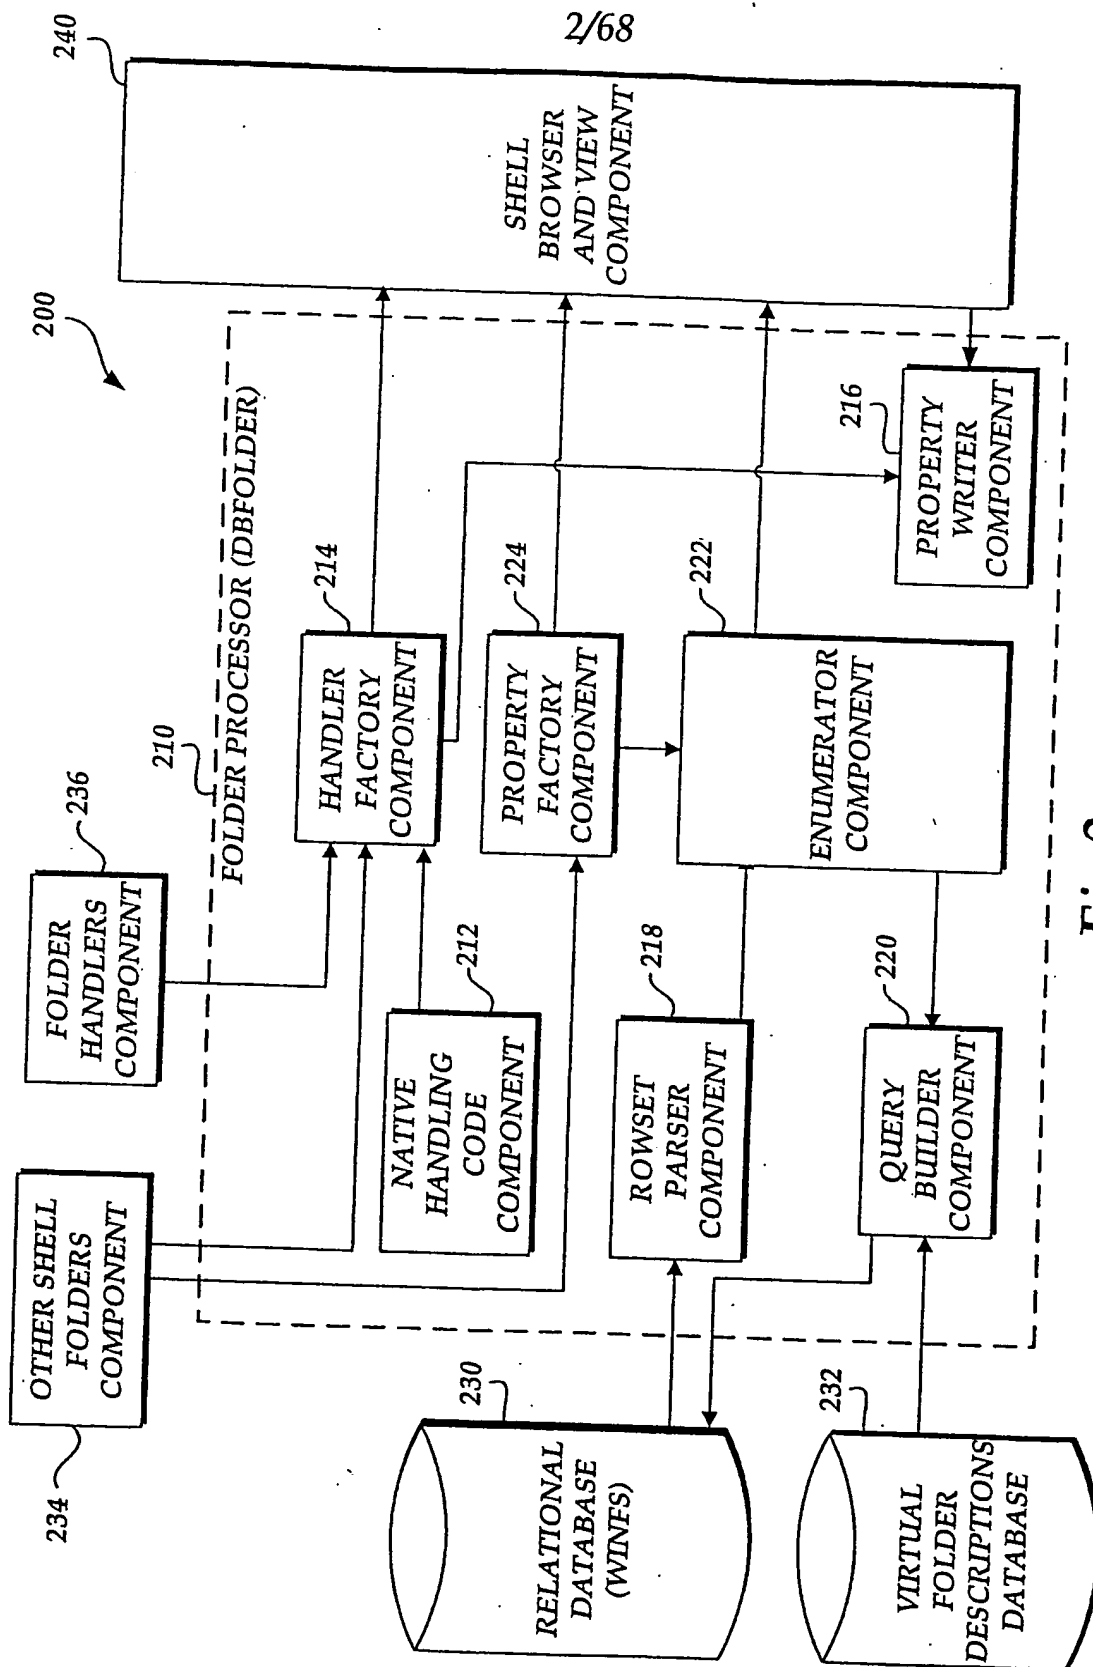 2/68
200
240
SHELL
BROWSER
AND VIEW
COMPONENT
234
OTHER SHELL
FOLDERS
COMPONENT
236
FOLDER
HANDLERS
COMPONENT
210
FOLDER PROCESSOR (DBFOLDER)
214
HANDLER
FACTORY
COMPONENT
212
NATIVE
HANDLING
CODE
COMPONENT
224
PROPERTY
FACTORY
COMPONENT
218
ROWSET
PARSER
COMPONENT
222
ENUMERATOR
COMPONENT
220
QUERY
BUILDER
COMPONENT
216
PROPERTY
WRITER
COMPONENT
230
RELATIONAL
DATABASE
(WINFS)
232
VIRTUAL
FOLDER
DESCRIPTIONS
DATABASE